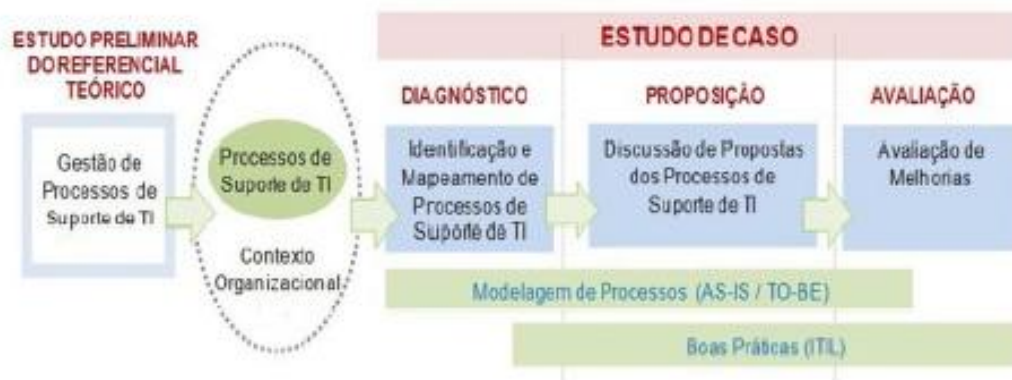 ESTUDO PRELIMINAR
DO REFERENCIAL
TEÓRICO
Gestão de
Processos de
Suporte de TI
Processos de
Suporte de TI
Contexto
Organizacional
ESTUDO DE CASO
DIAGNÓSTICO
Identificação e
Mapeamento de
Processos de
Suporte de TI
PROPOSIÇÃO
Discussão de Propostas
dos Processos de
Suporte de TI
AVALIAÇÃO
Avaliação de
Melhorias
Modelagem de Processos (AS-IS / TO-BE)
Boas Práticas (ITIL)